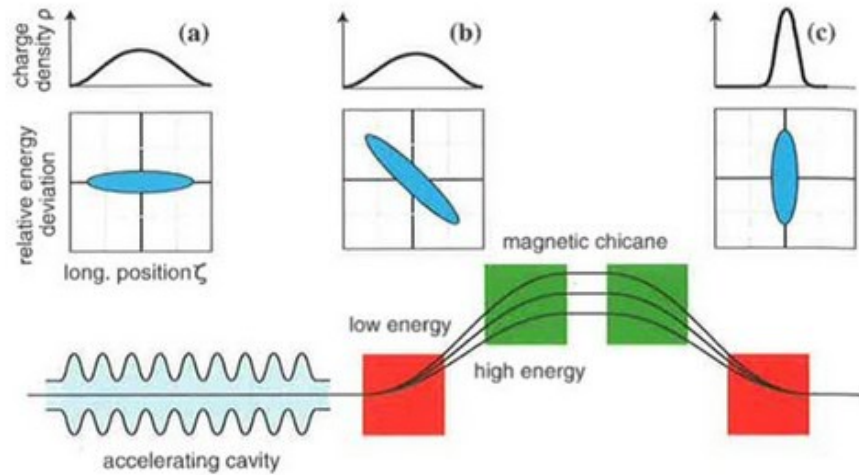 charge
density ρ
(a)
(b)
(c)
relative energy
deviation
long. position ζ
magnetic chicane
low energy
high energy
accelerating cavity